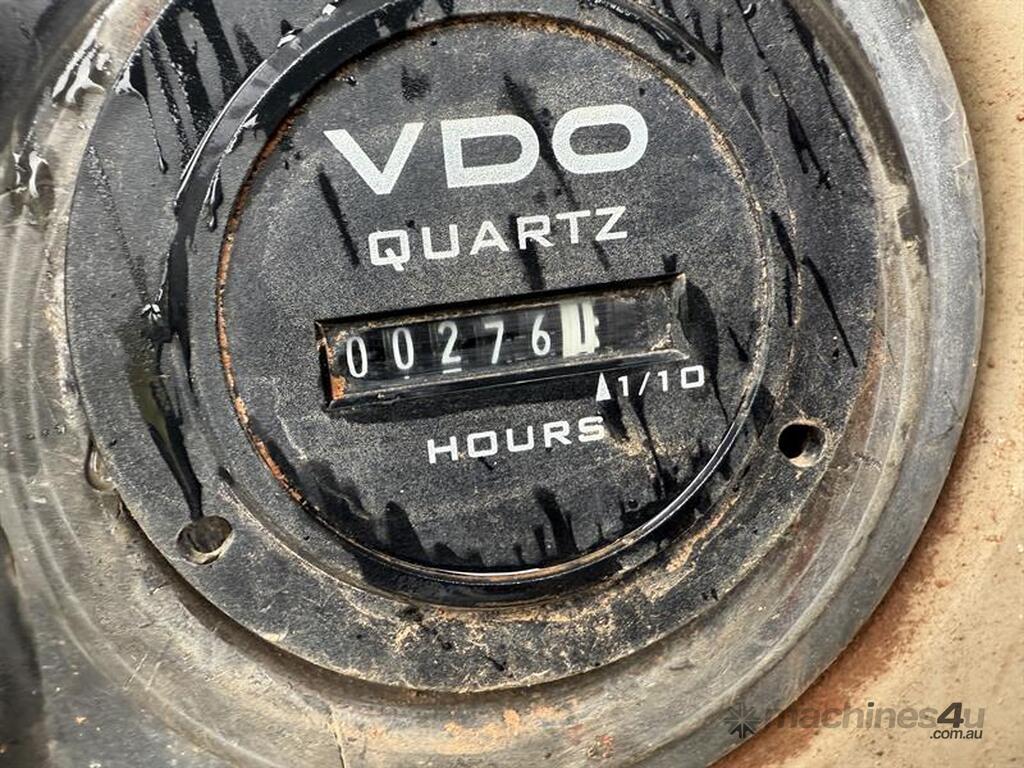 VDO
QUARTZ
00276
1/10
HOURS
machines4u
.com.au